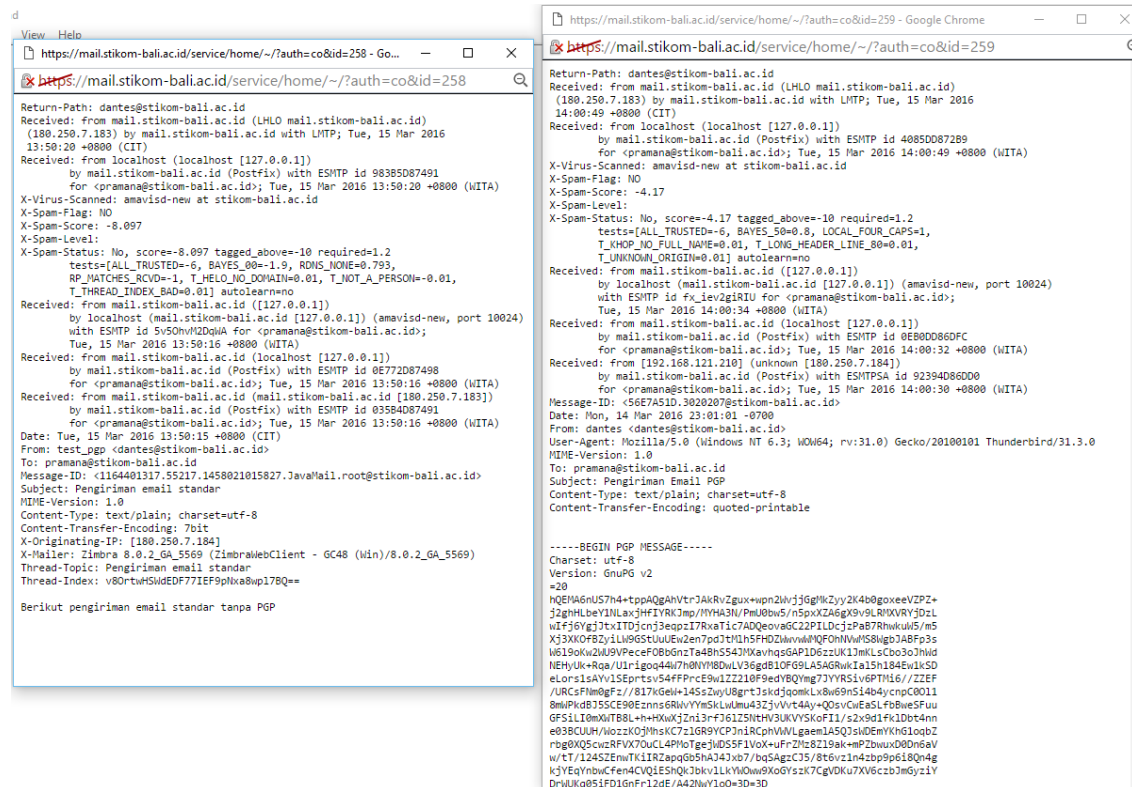 d
View Help
https://mail.stikom-bali.ac.id/service/home/~/?auth=co&id=258 - Go...
https://mail.stikom-bali.ac.id/service/home/~/?auth=co&id=258
Return-Path: dantes@stikom-bali.ac.id
Received: from mail.stikom-bali.ac.id (LHLO mail.stikom-bali.ac.id)
(180.250.7.183) by mail.stikom-bali.ac.id with LMTP; Tue, 15 Mar 2016
13:50:20 +0800 (CIT)
Received: from localhost (localhost [127.0.0.1])
by mail.stikom-bali.ac.id (Postfix) with ESMTP id 983B5D87491
for <pramana@stikom-bali.ac.id>; Tue, 15 Mar 2016 13:50:20 +0800 (WITA)
X-Virus-Scanned: amavisd-new at stikom-bali.ac.id
X-Spam-Flag: NO
X-Spam-Score: -8.097
X-Spam-Level:
X-Spam-Status: No, score=-8.097 tagged_above=-10 required=1.2
tests=[ALL_TRUSTED=-6, BAYES_00=-1.9, RDNS_NONE=0.793,
RP_MATCHES_RCVD=-1, T_HELO_NO_DOMAIN=0.01, T_NOT_A_PERSON=-0.01,
T_THREAD_INDEX_BAD=0.01] autolearn=no
Received: from mail.stikom-bali.ac.id ([127.0.0.1])
by localhost (mail.stikom-bali.ac.id [127.0.0.1]) (amavisd-new, port 10024)
with ESMTP id 5v5OhvM2DqWA for <pramana@stikom-bali.ac.id>;
Tue, 15 Mar 2016 13:50:16 +0800 (WITA)
Received: from mail.stikom-bali.ac.id (localhost [127.0.0.1])
by mail.stikom-bali.ac.id (Postfix) with ESMTP id 0E772D87498
for <pramana@stikom-bali.ac.id>; Tue, 15 Mar 2016 13:50:16 +0800 (WITA)
Received: from mail.stikom-bali.ac.id (mail.stikom-bali.ac.id [180.250.7.183])
by mail.stikom-bali.ac.id (Postfix) with ESMTP id 035B4D87491
for <pramana@stikom-bali.ac.id>; Tue, 15 Mar 2016 13:50:16 +0800 (WITA)
Date: Tue, 15 Mar 2016 13:50:15 +0800 (CIT)
From: test_pgp <dantes@stikom-bali.ac.id>
To: pramana@stikom-bali.ac.id
Message-ID: <1164401317.55217.1458021015827.JavaMail.root@stikom-bali.ac.id>
Subject: Pengiriman email standar
MIME-Version: 1.0
Content-Type: text/plain; charset=utf-8
Content-Transfer-Encoding: 7bit
X-Originating-IP: [180.250.7.184]
X-Mailer: Zimbra 8.0.2_GA_5569 (ZimbraWebClient - GC48 (Win)/8.0.2_GA_5569)
Thread-Topic: Pengiriman email standar
Thread-Index: v8OrtwHSWdEDF77IEF9pNxa8wpl7BQ==
Berikut pengiriman email standar tanpa PGP
https://mail.stikom-bali.ac.id/service/home/~/?auth=co&id=259 - Google Chrome
https://mail.stikom-bali.ac.id/service/home/~/?auth=co&id=259
Return-Path: dantes@stikom-bali.ac.id
Received: from mail.stikom-bali.ac.id (LHLO mail.stikom-bali.ac.id)
(180.250.7.183) by mail.stikom-bali.ac.id with LMTP; Tue, 15 Mar 2016
14:00:49 +0800 (CIT)
Received: from localhost (localhost [127.0.0.1])
by mail.stikom-bali.ac.id (Postfix) with ESMTP id 4085DD872B9
for <pramana@stikom-bali.ac.id>; Tue, 15 Mar 2016 14:00:49 +0800 (WITA)
X-Virus-Scanned: amavisd-new at stikom-bali.ac.id
X-Spam-Flag: NO
X-Spam-Score: -4.17
X-Spam-Level:
X-Spam-Status: No, score=-4.17 tagged_above=-10 required=1.2
tests=[ALL_TRUSTED=-6, BAYES_50=0.8, LOCAL_FOUR_CAPS=1,
T_KHOP_NO_FULL_NAME=0.01, T_LONG_HEADER_LINE_80=0.01,
T_UNKNOWN_ORIGIN=0.01] autolearn=no
Received: from mail.stikom-bali.ac.id ([127.0.0.1])
by localhost (mail.stikom-bali.ac.id [127.0.0.1]) (amavisd-new, port 10024)
with ESMTP id fx_iev2giRIU for <pramana@stikom-bali.ac.id>;
Tue, 15 Mar 2016 14:00:34 +0800 (WITA)
Received: from mail.stikom-bali.ac.id (localhost [127.0.0.1])
by mail.stikom-bali.ac.id (Postfix) with ESMTP id 0EB0DD86DFC
for <pramana@stikom-bali.ac.id>; Tue, 15 Mar 2016 14:00:32 +0800 (WITA)
Received: from [192.168.121.210] (unknown [180.250.7.184])
by mail.stikom-bali.ac.id (Postfix) with ESMTPSA id 92394D86DD0
for <pramana@stikom-bali.ac.id>; Tue, 15 Mar 2016 14:00:30 +0800 (WITA)
Message-ID: <56E7A51D.3020207@stikom-bali.ac.id>
Date: Mon, 14 Mar 2016 23:01:01 -0700
From: dantes <dantes@stikom-bali.ac.id>
User-Agent: Mozilla/5.0 (Windows NT 6.3; WOW64; rv:31.0) Gecko/20100101 Thunderbird/31.3.0
MIME-Version: 1.0
To: pramana@stikom-bali.ac.id
Subject: Pengiriman Email PGP
Content-Type: text/plain; charset=utf-8
Content-Transfer-Encoding: quoted-printable
-----BEGIN PGP MESSAGE-----
Charset: utf-8
Version: GnuPG v2
=20
hQEMA6nUS7h4+tppAQgAhVtrJAkRvZgux+wpn2WvjjGgMkZyy2K4b0goxeeVZPZ+
j2ghHLbeY1NLaxjHfIYRKJmp/MYHA3N/PmU0bw5/n5pxXZA6gX9v9LRMXVRYjDzL
wIfj6YgjJtxITDjcnj3eqpzI7RxaTic7ADQeovaGC22PILDcjzPaB7RhwkuW5/m5